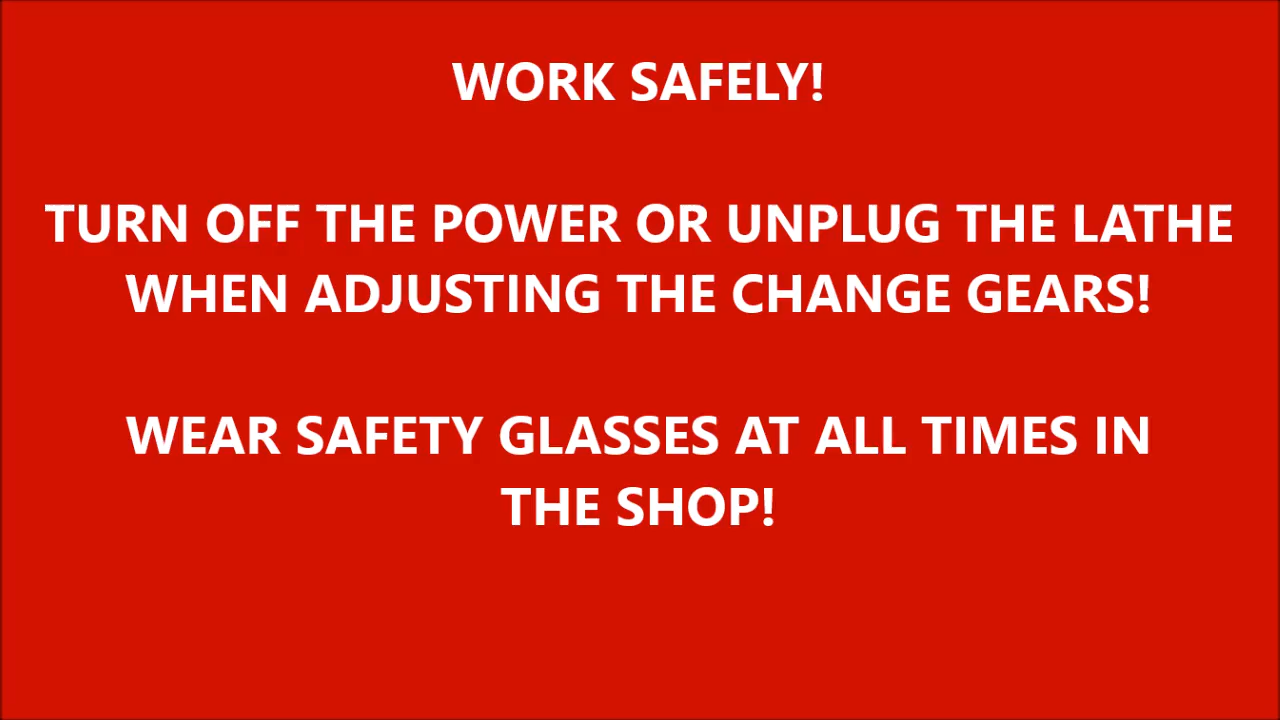 WORK SAFELY!
TURN OFF THE POWER OR UNPLUG THE LATHE
WHEN ADJUSTING THE CHANGE GEARS!
WEAR SAFETY GLASSES AT ALL TIMES IN
THE SHOP!